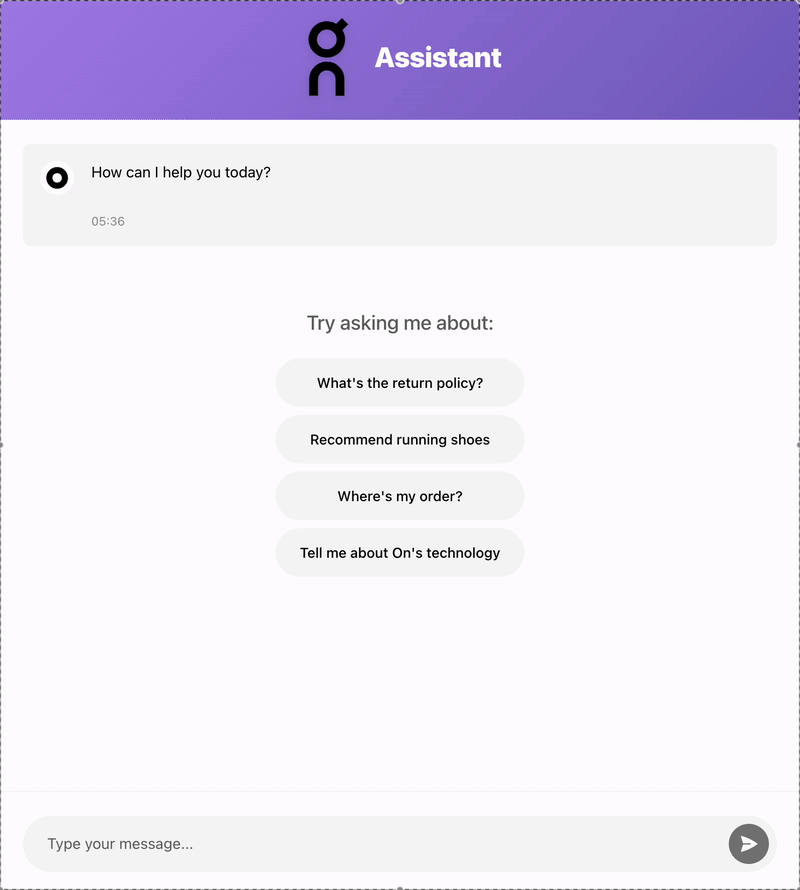 On
Assistant
How can I help you today?
05:36
Try asking me about:
What's the return policy?
Recommend running shoes
Where's my order?
Tell me about On's technology
Type your message...